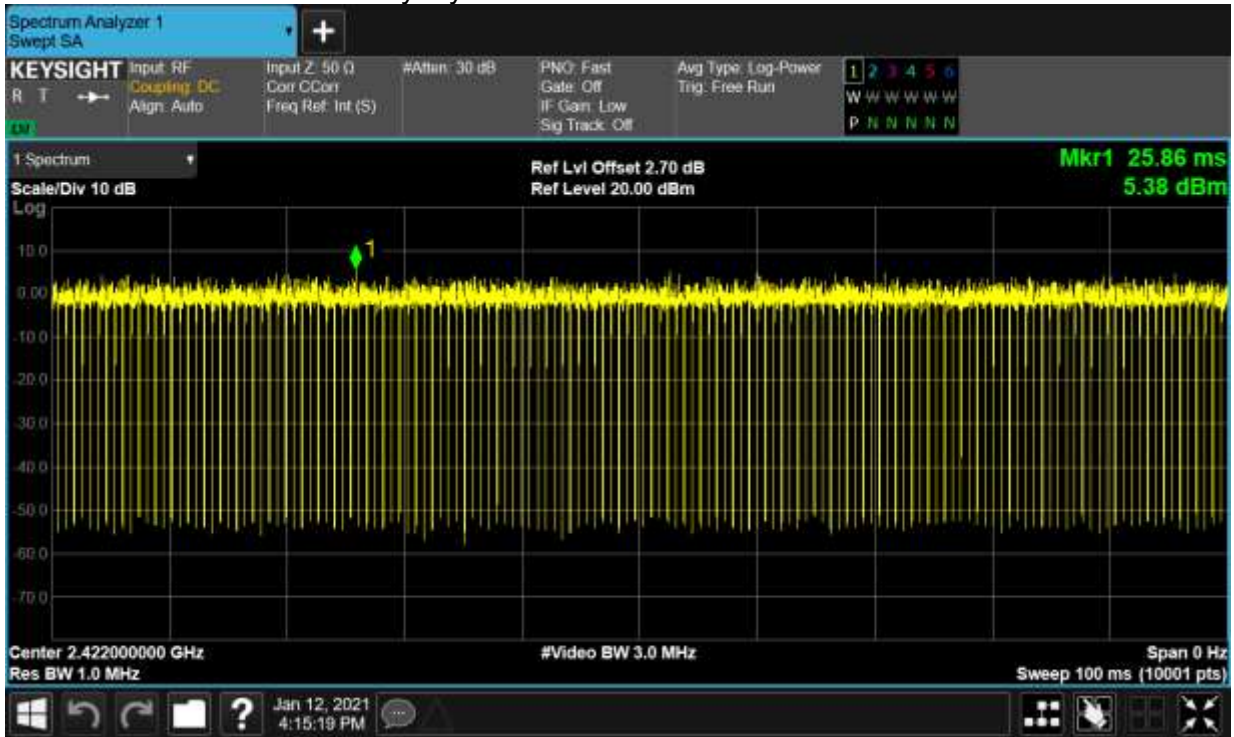 Spectrum Analyzer 1
Swept SA
+
KEYSIGHT Input: RF Input Z: 50 Ω #Atten: 30 dB PNO: Fast Avg Type: Log-Power 1 2 3 4 5 6
R T Coupling: DC Corr CCorr Gate: Off Trig: Free Run W W W W W W
Align: Auto Freq Ref: Int (S) IF Gain: Low
Sig Track: Off P N N N N N
1 Spectrum
Ref Lvl Offset 2.70 dB Mkr1 25.86 ms
Scale/Div 10 dB Ref Level 20.00 dBm 5.38 dBm
Log
10.0
1
0.00
-10.0
-20.0
-30.0
-40.0
-50.0
-60.0
-70.0
Center 2.422000000 GHz #Video BW 3.0 MHz Span 0 Hz
Res BW 1.0 MHz Sweep 100 ms (10001 pts)
? Jan 12, 2021
4:15:19 PM